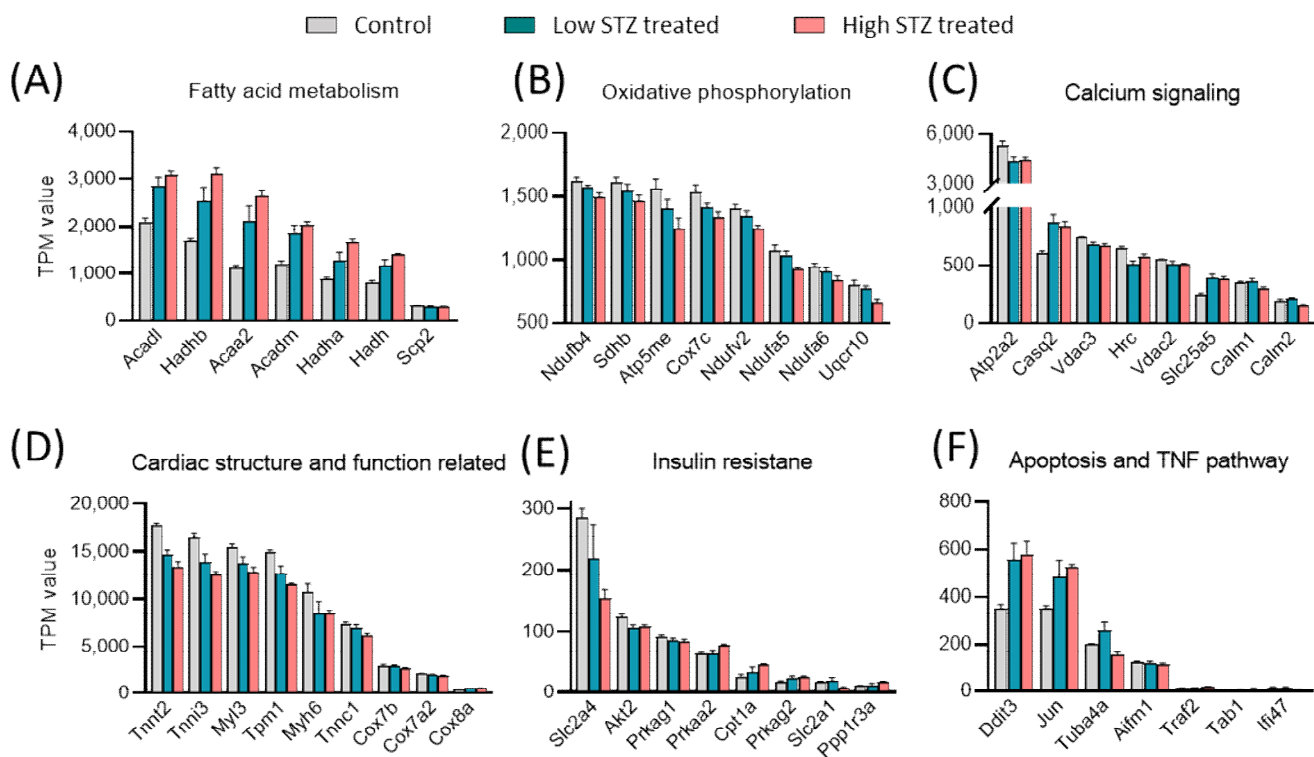 Control Low STZ treated High STZ treated
(A) Fatty acid metabolism
TPM value
4,000
3,000
2,000
1,000
0
Acadl Hadhb Acaa2 Acadm Hadha Hadh Scp2
(B) Oxidative phosphorylation
2,000
1,500
1,000
500
Ndufb4 Sdhb Atp5me Cox7c Ndufv2 Ndufa5 Ndufa6 Uqcr10
(C) Calcium signaling
6,000
3,000
1,000
500
0
Atp2a2 Casq2 Vdac3 Hrc Vdac2 Slc25a5 Calm1 Calm2
(D) Cardiac structure and function related
TPM value
20,000
15,000
10,000
5,000
0
Tnnt2 Tnni3 Myl3 Tpm1 Myh6 Tnnc1 Cox7b Cox7a2 Cox8a
(E) Insulin resistane
300
200
100
0
Slc2a4 Akt2 Prkag1 Prkaa2 Cpt1a Prkag2 Slc2a1 Ppp1r3a
(F) Apoptosis and TNF pathway
800
600
400
200
0
Ddit3 Jun Tuba4a Aifm1 Traf2 Tab1 Ifi47